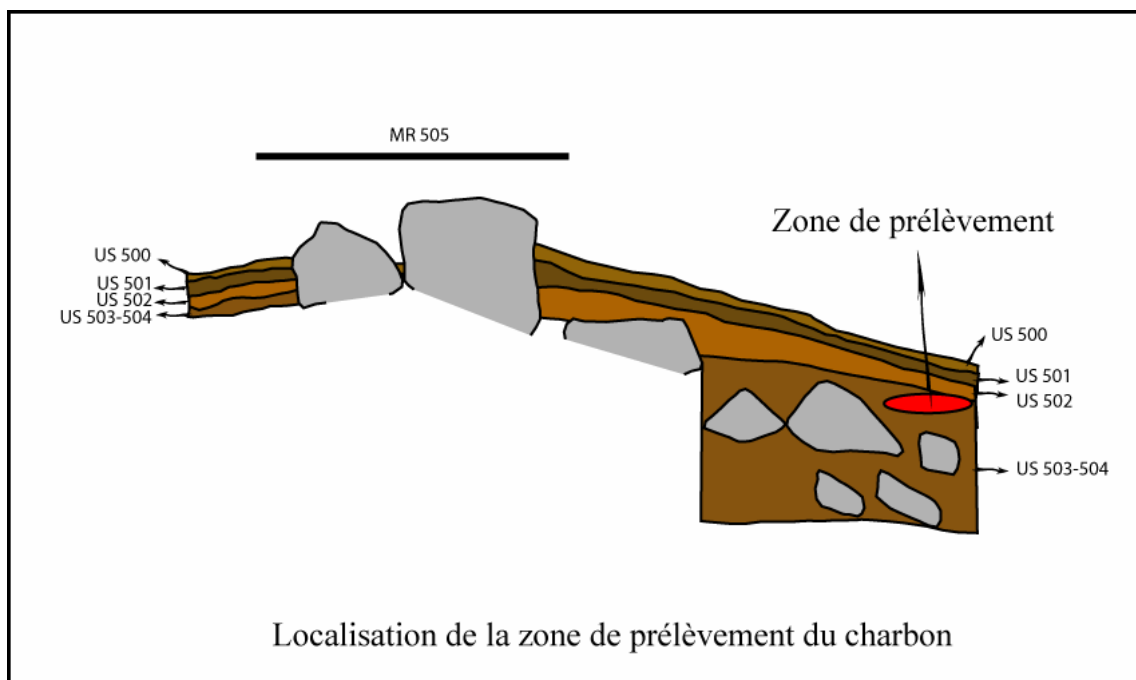 MR 505
Zone de prélèvement
US 500
US 501
US 502
US 503-504
US 500
US 501
US 502
US 503-504
Localisation de la zone de prélèvement du charbon